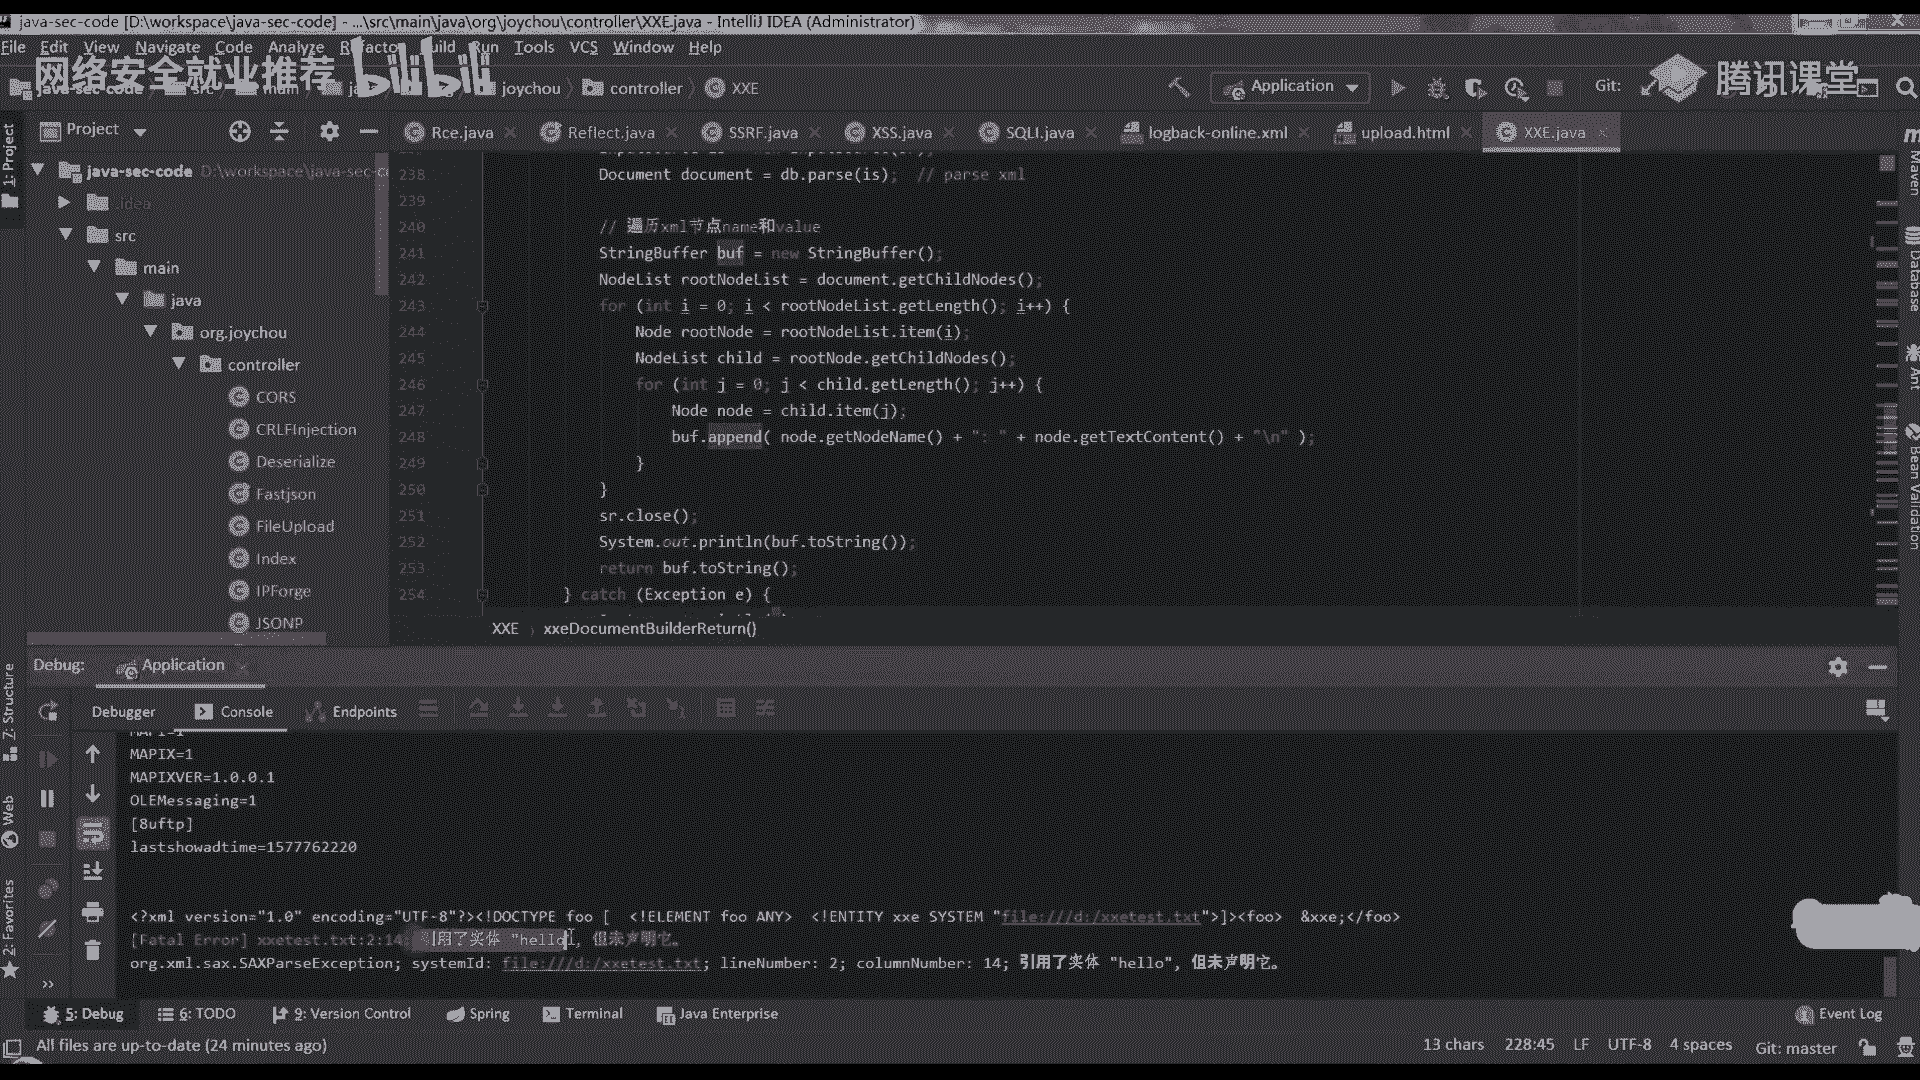 java-sec-code [D:\workspace\java-sec-code] - ...\src\main\java\org\joychou\controller\XXE.java - IntelliJ IDEA (Administrator)
File Edit View Navigate Code Analyze Run Tools VCS Window Help
网络安全就业推荐 bilibili
joychou controller XXE
Application
Git:
腾讯课堂
Project
Rce.java Reflect.java SSRF.java XSS.java SQLI.java logback-online.xml upload.html XXE.java
1: Project
java-sec-code D:\workspace\java-sec-c
.idea
src
main
java
org.joychou
controller
CORS
CRLFInjection
Deserialize
Fastjson
FileUpload
Index
IPForge
JSONP
238 Document document = db.parse(is); // parse xml
239
240 // 遍历xml节点name和value
241 StringBuffer buf = new StringBuffer();
242 NodeList rootNodeList = document.getChildNodes();
243 for (int i = 0; i < rootNodeList.getLength(); i++) {
244 Node rootNode = rootNodeList.item(i);
245 NodeList child = rootNode.getChildNodes();
246 for (int j = 0; j < child.getLength(); j++) {
247 Node node = child.item(j);
248 buf.append( node.getNodeName() + ": " + node.getTextContent() + "\n" );
249 }
250 }
251 sr.close();
252 System.out.println(buf.toString());
253 return buf.toString();
254 } catch (Exception e) {
XXE xxeDocumentBuilderReturn()
Maven
Database
Ant
Bean Validation
Debug: Application
Debugger Console Endpoints
7: Structure
Web
2: Favorites
MAPIX=1
MAPIXVER=1.0.0.1
OLEMessaging=1
[8uftp]
lastshowadtime=1577762220
<?xml version="1.0" encoding="UTF-8"?><!DOCTYPE foo [ <!ELEMENT foo ANY> <!ENTITY xxe SYSTEM "file:///d:/xxetest.txt">]><foo> &xxe;</foo>
[Fatal Error] xxetest.txt:2:14: 引用了实体 "hello", 但未声明它。
org.xml.sax.SAXParseException; systemId: file:///d:/xxetest.txt; lineNumber: 2; columnNumber: 14; 引用了实体 "hello", 但未声明它。
5: Debug 6: TODO 9: Version Control Spring Terminal Java Enterprise Event Log
All files are up-to-date (24 minutes ago) 13 chars 228:45 LF UTF-8 4 spaces Git: master